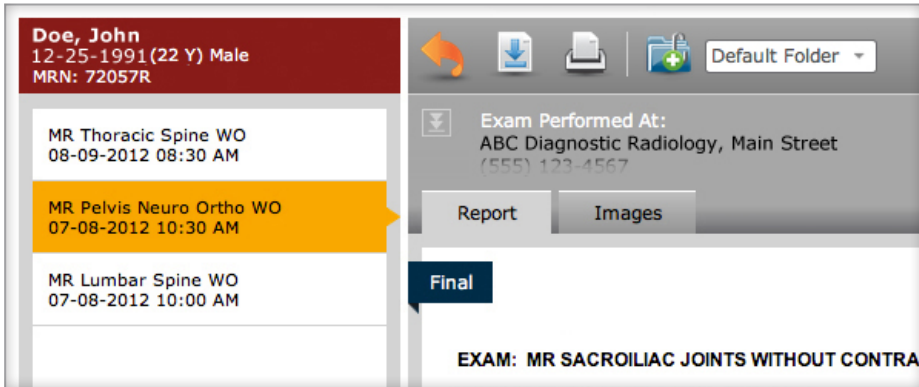 Doe, John
12-25-1991(22 Y) Male
MRN: 72057R
MR Thoracic Spine WO
08-09-2012 08:30 AM
MR Pelvis Neuro Ortho WO
07-08-2012 10:30 AM
MR Lumbar Spine WO
07-08-2012 10:00 AM
Default Folder
Exam Performed At:
ABC Diagnostic Radiology, Main Street
(555) 123-4567
Report
Images
Final
EXAM: MR SACROILIAC JOINTS WITHOUT CONTRA